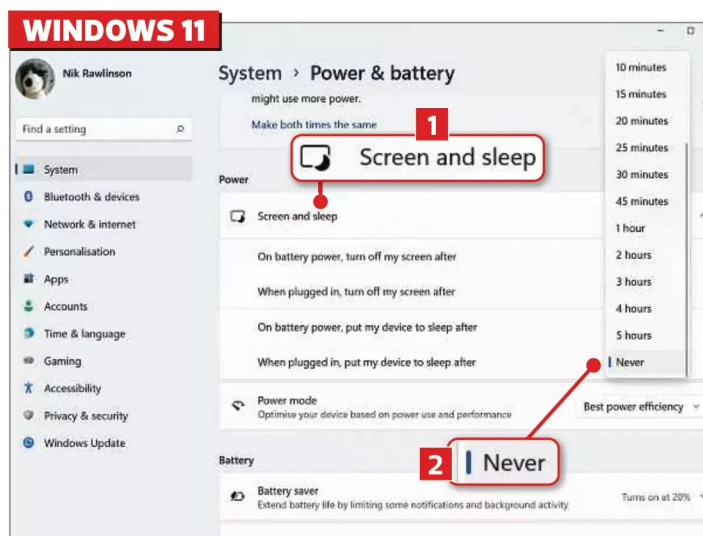 WINDOWS 11
Nik Rawlinson
Find a setting
System
Bluetooth & devices
Network & internet
Personalisation
Apps
Accounts
Time & language
Gaming
Accessibility
Privacy & security
Windows Update
System > Power & battery
might use more power.
Make both times the same
1
Screen and sleep
Power
Screen and sleep
On battery power, turn off my screen after
When plugged in, turn off my screen after
On battery power, put my device to sleep after
When plugged in, put my device to sleep after
10 minutes
15 minutes
20 minutes
25 minutes
30 minutes
45 minutes
1 hour
2 hours
3 hours
4 hours
5 hours
Never
Power mode
Optimise your device based on power use and performance
Best power efficiency
2
Never
Battery
Battery saver
Extend battery life by limiting some notifications and background activity
Turns on at 20%